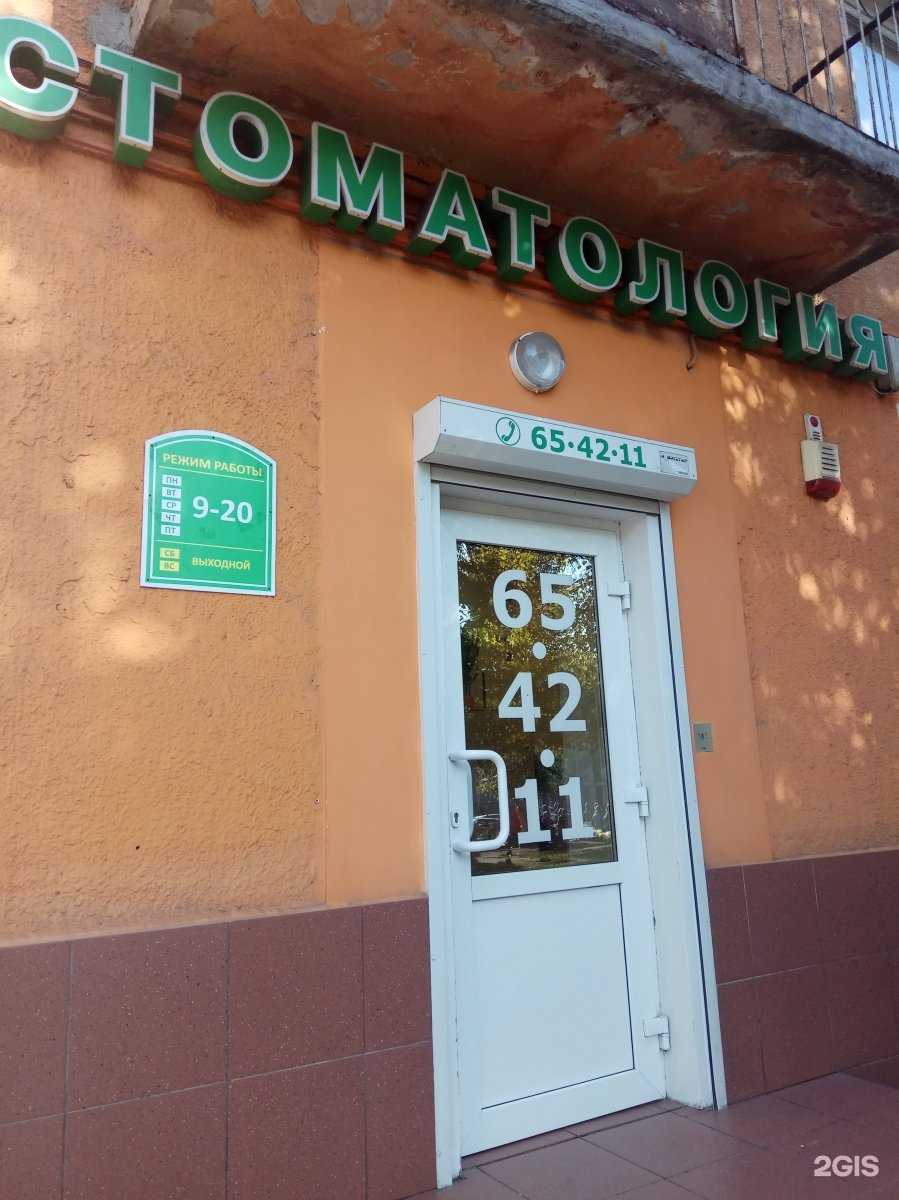 СТОМАТОЛОГИЯ
65•42•11
РЕЖИМ РАБОТЫ
ПН
ВТ
СР
ЧТ
ПТ
9-20
СБ
ВС
ВЫХОДНОЙ
65
•
42
•
11
2GIS